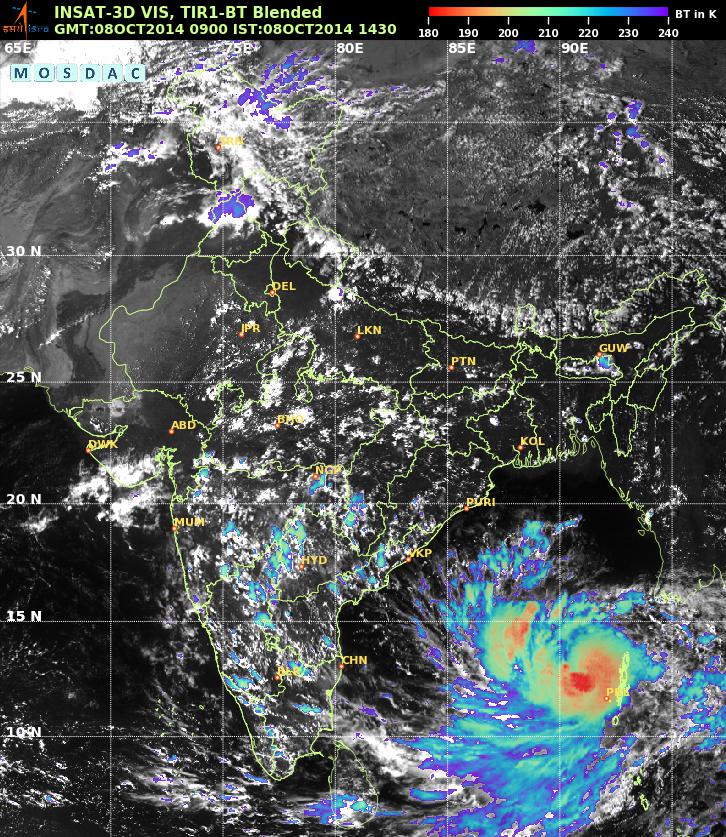 INSAT-3D VIS, TIR1-BT Blended
GMT:08OCT2014 0900 IST:08OCT2014 1430
BT in K
180 190 200 210 220 230 240
65E 75E 80E 85E 90E
MOSDAC
SRN
30 N
DEL
JPR
LKN
GUW
PTN
25 N
ABD
BHO
DWK
KOL
NGP
20 N
PURI
MUM
VKP
HYD
15 N
CHN
10 N